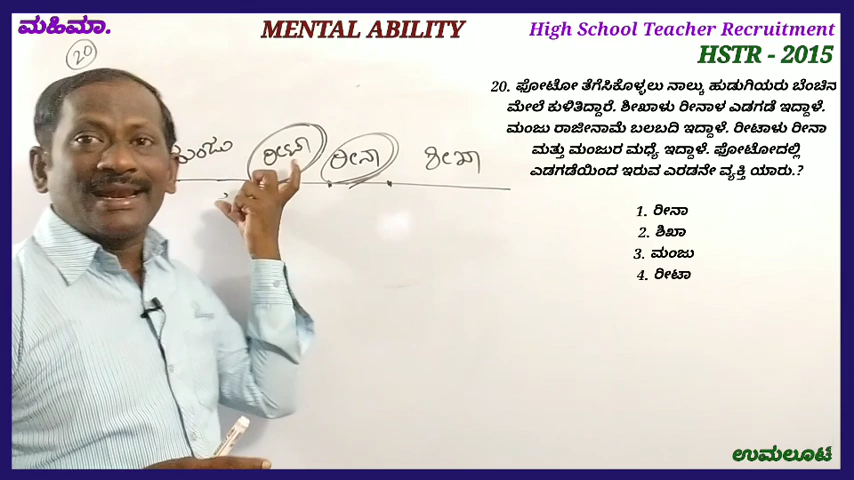 ಮಹಿಮಾ.
MENTAL ABILITY
High School Teacher Recruitment
HSTR - 2015
20
20. ಫೋಟೋ ತೆಗೆಸಿಕೊಳ್ಳಲು ನಾಲ್ಕು ಹುಡುಗಿಯರು ಬೆಂಚಿನ
ಮೇಲೆ ಕುಳಿತಿದ್ದಾರೆ. ಶೀಖಾಳು ರೀನಾಳ ಎಡಗಡೆ ಇದ್ದಾಳೆ.
ಮಂಜು ರಾಜೀನಾಮೆ ಬಲಬದಿ ಇದ್ದಾಳೆ. ರೀಟಾಳು ರೀನಾ
ಮತ್ತು ಮಂಜುರ ಮಧ್ಯೆ ಇದ್ದಾಳೆ. ಫೋಟೋದಲ್ಲಿ
ಎಡಗಡೆಯಿಂದ ಇರುವ ಎರಡನೇ ವ್ಯಕ್ತಿ ಯಾರು.?
1. ರೀನಾ
2. ಶಿಖಾ
3. ಮಂಜು
4. ರೀಟಾ
ಮಂಜು ರೀಟಾ ರೀನಾ ಶೀಖಾ
ಉಮಲೂಟಿ